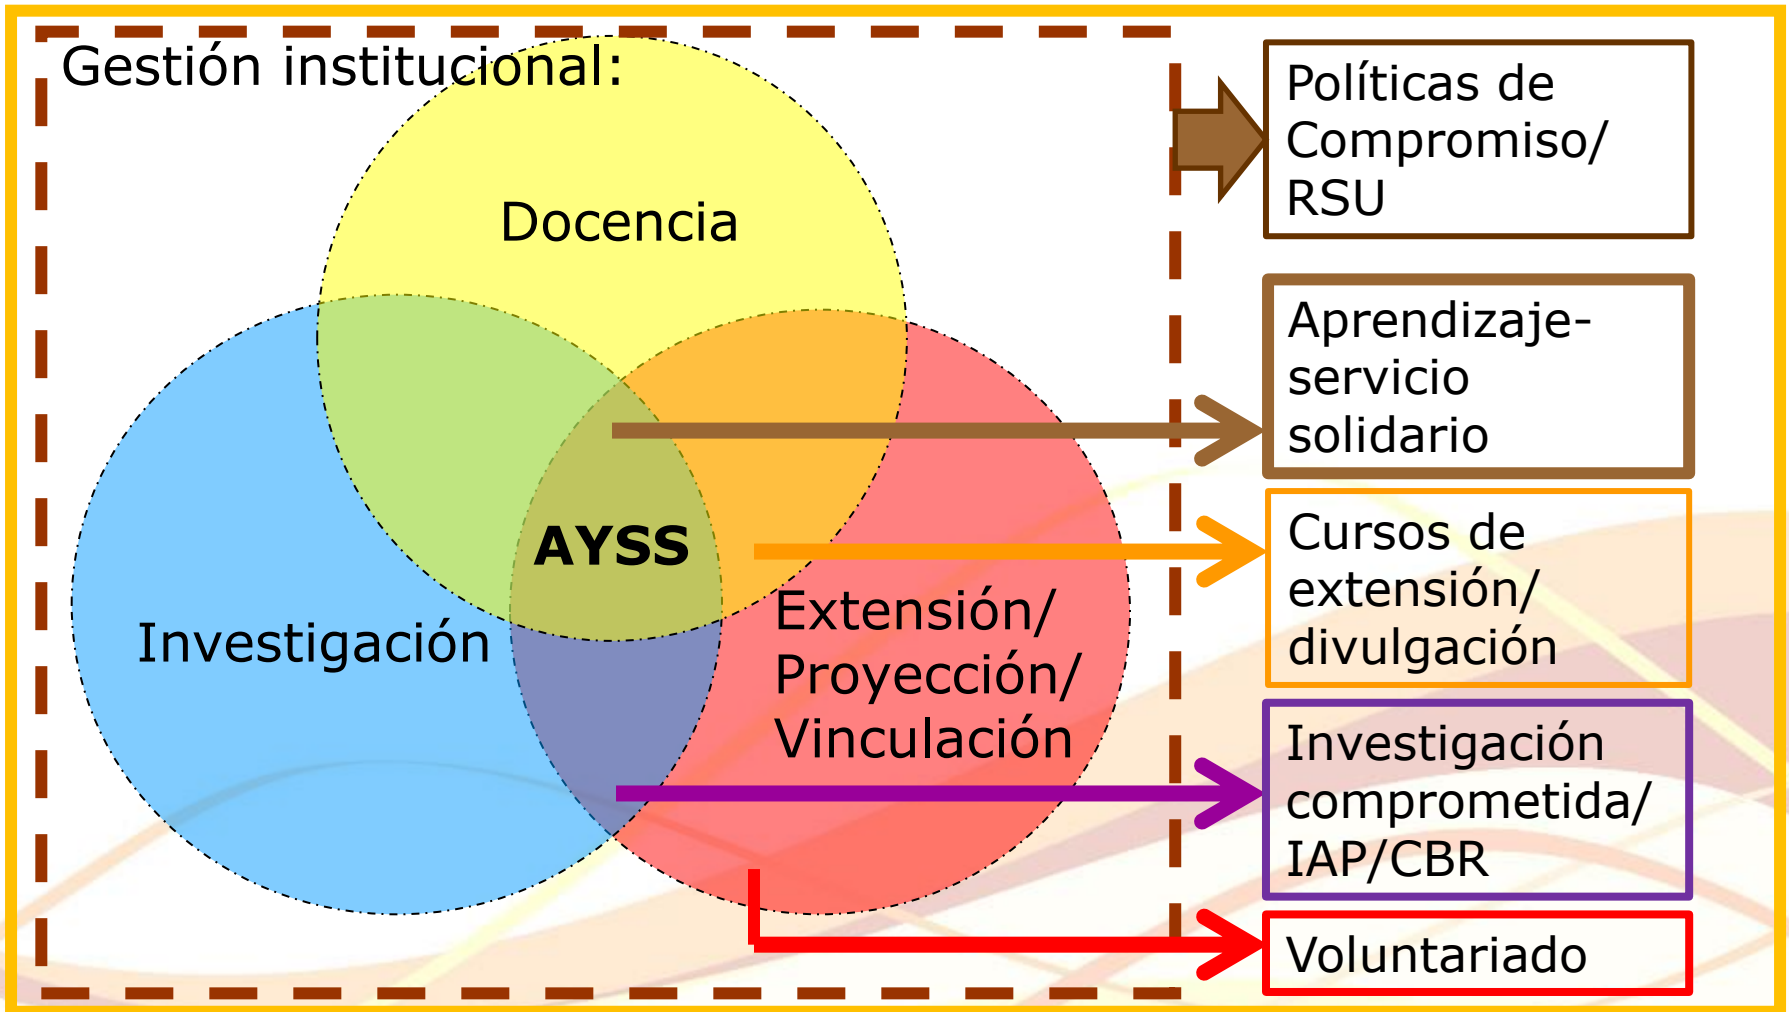 Gestión institucional:
Docencia
Investigación
AYSS
Extensión/
Proyección/
Vinculación
Políticas de
Compromiso/
RSU
Aprendizaje-
servicio
solidario
Cursos de
extensión/
divulgación
Investigación
comprometida/
IAP/CBR
Voluntariado